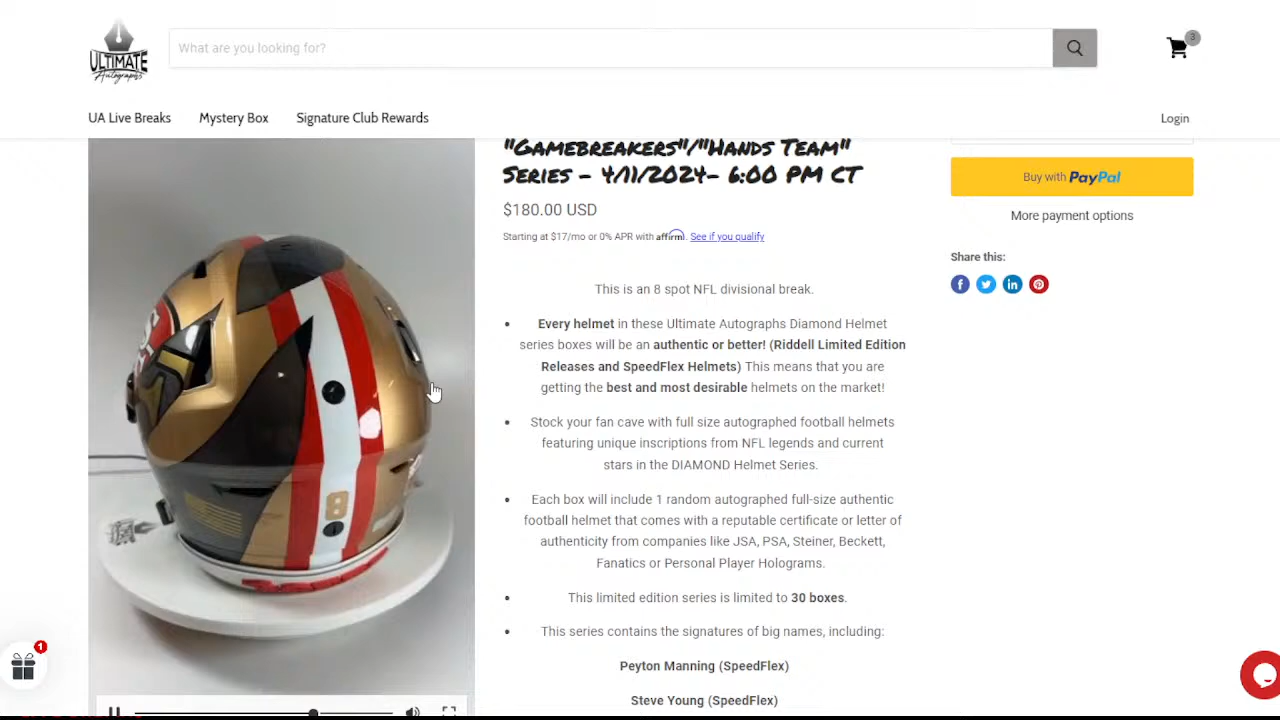 ULTIMATE
Autographs
What are you looking for?
3
UA Live Breaks
Mystery Box
Signature Club Rewards
Login
"Gamebreakers"/"Hands Team"
Series - 4/11/2024- 6:00 PM CT
$180.00 USD
Starting at $17/mo or 0% APR with affirm. See if you qualify
This is an 8 spot NFL divisional break.
Every helmet in these Ultimate Autographs Diamond Helmet
series boxes will be an authentic or better! (Riddell Limited Edition
Releases and SpeedFlex Helmets) This means that you are
getting the best and most desirable helmets on the market!
Stock your fan cave with full size autographed football helmets
featuring unique inscriptions from NFL legends and current
stars in the DIAMOND Helmet Series.
Each box will include 1 random autographed full-size authentic
football helmet that comes with a reputable certificate or letter of
authenticity from companies like JSA, PSA, Steiner, Beckett,
Fanatics or Personal Player Holograms.
This limited edition series is limited to 30 boxes.
This series contains the signatures of big names, including:
Peyton Manning (SpeedFlex)
Steve Young (SpeedFlex)
Buy with PayPal
More payment options
Share this:
8
1